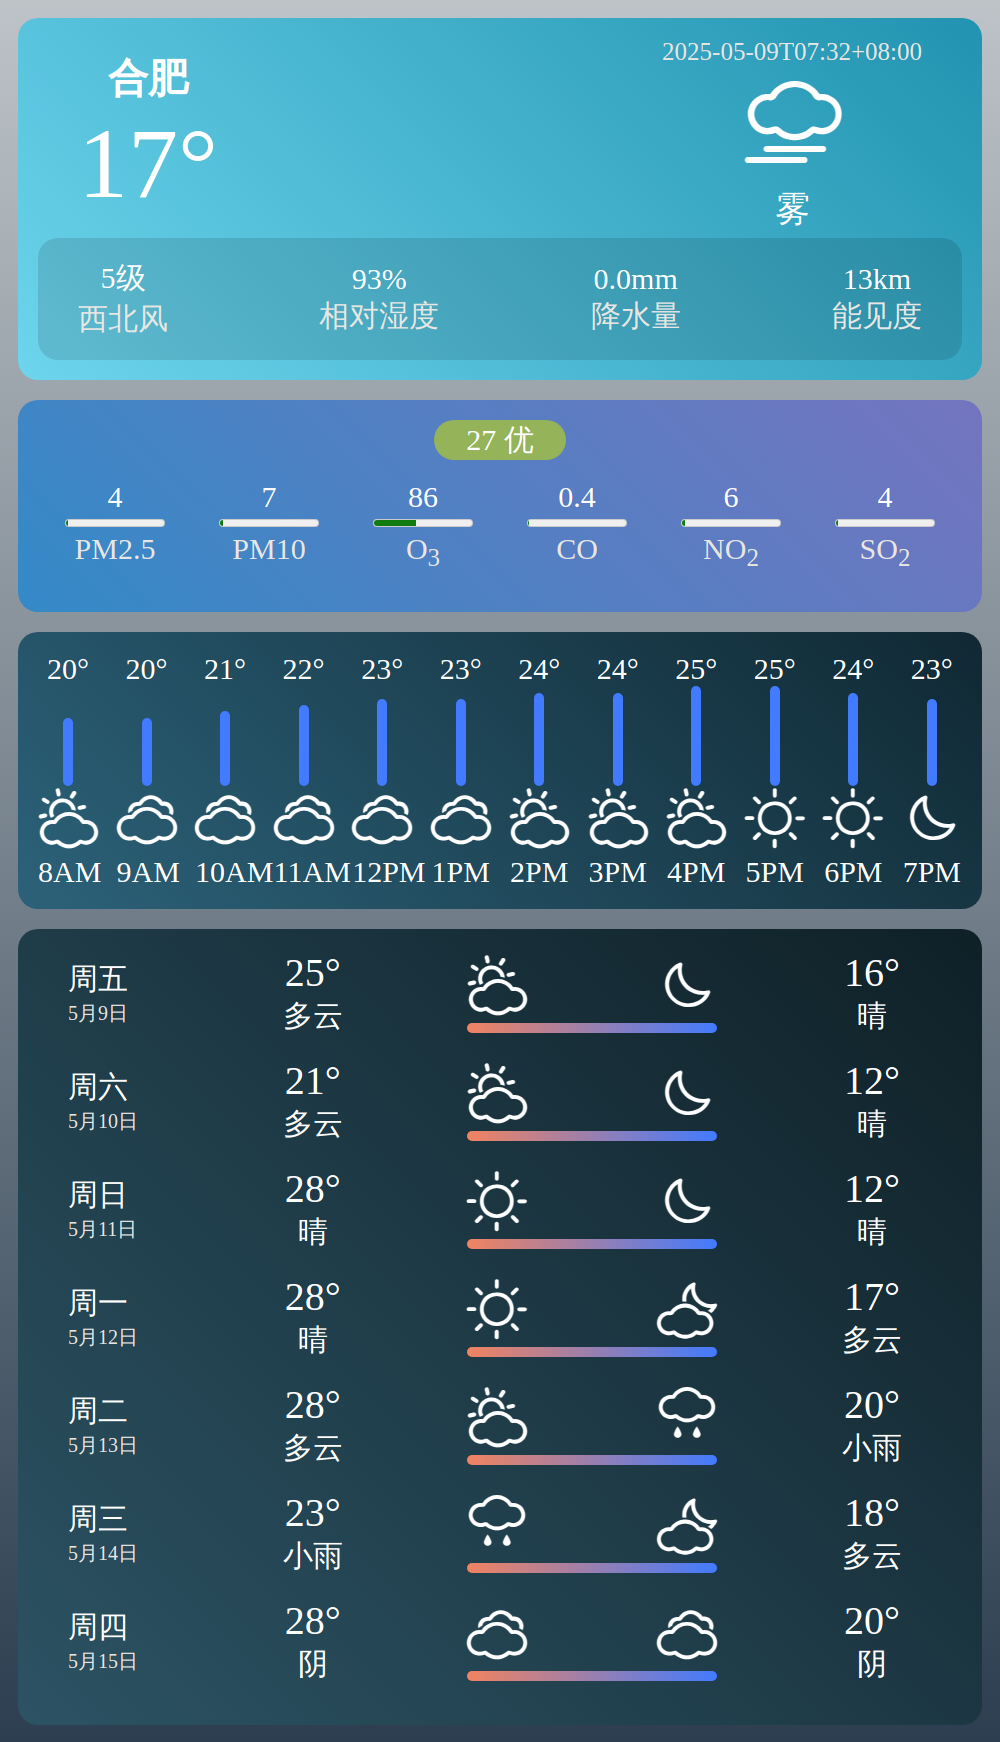 合肥
2025-05-09T07:32+08:00
17°
雾
5级 93% 0.0mm 13km
西北风 相对湿度 降水量 能见度
27 优
4 7 86 0.4 6 4
PM2.5 PM10 O3 CO NO2 SO2
20° 20° 21° 22° 23° 23° 24° 24° 25° 25° 24° 23°
8AM 9AM 10AM 11AM 12PM 1PM 2PM 3PM 4PM 5PM 6PM 7PM
周五 25° 16°
5月9日 多云 晴
周六 21° 12°
5月10日 多云 晴
周日 28° 12°
5月11日 晴 晴
周一 28° 17°
5月12日 晴 多云
周二 28° 20°
5月13日 多云 小雨
周三 23° 18°
5月14日 小雨 多云
周四 28° 20°
5月15日 阴 阴